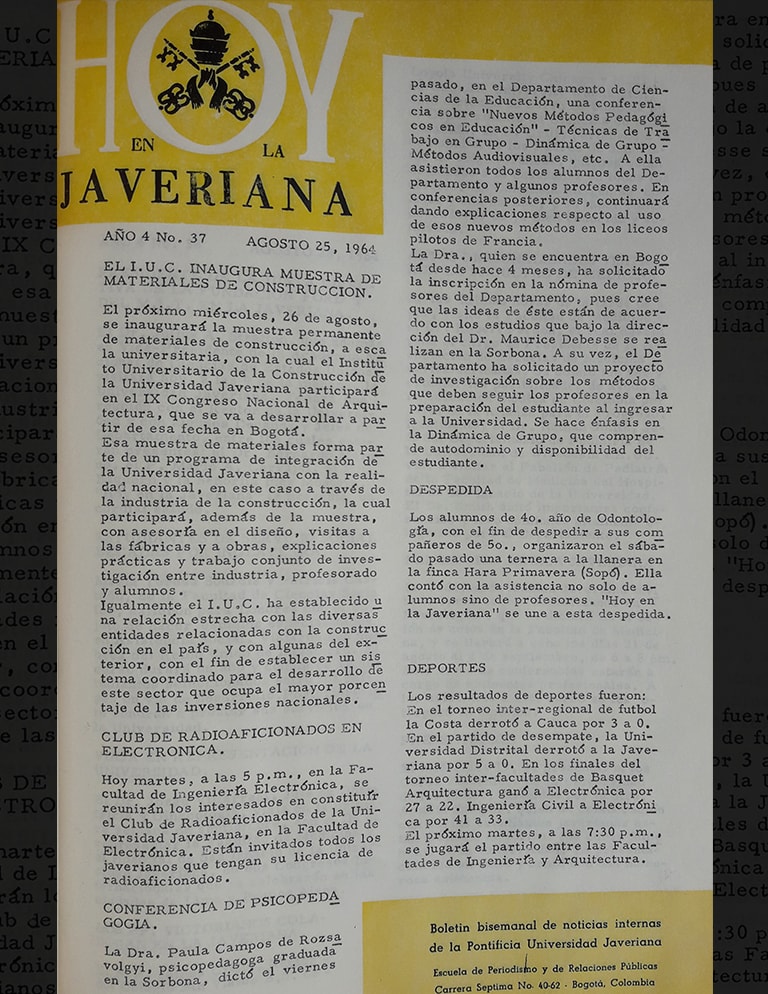 HOY
EN LA
JAVERIANA
AÑO 4 No. 37 AGOSTO 25, 1964
EL I.U.C. INAUGURA MUESTRA DE
MATERIALES DE CONSTRUCCION.
El próximo miércoles, 26 de agosto,
se inaugurará la muestra permanente
de materiales de construcción, a esca
la universitaria, con la cual el Institu
to Universitario de la Construcción de
la Universidad Javeriana participará
en el IX Congreso Nacional de Arqui-
tectura, que se va a desarrollar a par
tir de esa fecha en Bogotá.
Esa muestra de materiales forma par
te de un programa de integración de
la Universidad Javeriana con la reali-
dad nacional, en este caso a través de
la industria de la construcción, la cual
participará, además de la muestra,
con asesoría en el diseño, visitas a
las fábricas y a obras, explicaciones
prácticas y trabajo conjunto de inves-
tigación entre industria, profesorado
y alumnos.
Igualmente el I.U.C. ha establecido u
na relación estrecha con las diversas
entidades relacionadas con la construc
ción en el país, y con algunas del ex-
terior, con el fin de establecer un sis
tema coordinado para el desarrollo de
este sector que ocupa el mayor porcen
taje de las inversiones nacionales.
CLUB DE RADIOAFICIONADOS EN
ELECTRONICA.
Hoy martes, a las 5 p.m., en la Fa-
cultad de Ingeniería Electrónica, se
reunirán los interesados en constituír
el Club de Radioaficionados de la Uni-
versidad Javeriana, en la Facultad de
Electrónica. Están invitados todos los
javerianos que tengan su licencia de
radioaficionados.
CONFERENCIA DE PSICOPEDA
GOGIA.
La Dra. Paula Campos de Rozsa
volgyi, psicopedagoga graduada
en la Sorbona, dictó el viernes
pasado, en el Departamento de Cien-
cias de la Educación, una conferen-
cia sobre "Nuevos Métodos Pedagógi
cos en Educación" - Técnicas de Tra
bajo en Grupo - Dinámica de Grupo -
Métodos Audiovisuales, etc. A ella
asistieron todos los alumnos del De-
partamento y algunos profesores. En
conferencias posteriores, continuará
dando explicaciones respecto al uso
de esos nuevos métodos en los liceos
pilotos de Francia.
La Dra., quien se encuentra en Bogo
tá desde hace 4 meses, ha solicitado
la inscripción en la nómina de profe-
sores del Departamento, pues cree
que las ideas de éste están de acuer-
do con los estudios que bajo la direc-
ción del Dr. Maurice Debesse se rea
lizan en la Sorbona. A su vez, el De
partamento ha solicitado un proyecto
de investigación sobre los métodos
que deben seguir los profesores en la
preparación del estudiante al ingresar
a la Universidad. Se hace énfasis en
la Dinámica de Grupo, que compren-
de autodominio y disponibilidad del
estudiante.
DESPEDIDA
Los alumnos de 4o. año de Odontolo-
gía, con el fin de despedir a sus com
pañeros de 5o., organizaron el sába-
do pasado una ternera a la llanera en
la finca Hara Primavera (Sopó). Ella
contó con la asistencia no solo de a-
lumnos sino de profesores. "Hoy en
la Javeriana" se une a esta despedida.
DEPORTES
Los resultados de deportes fueron:
En el torneo inter-regional de futbol
la Costa derrotó a Cauca por 3 a 0.
En el partido de desempate, la Uni-
versidad Distrital derrotó a la Jave-
riana por 5 a 0. En los finales del
torneo inter-facultades de Basquet
Arquitectura ganó a Electrónica por
27 a 22. Ingeniería Civil a Electróni
ca por 41 a 33.
El próximo martes, a las 7:30 p.m.,
se jugará el partido entre las Facul-
tades de Ingeniería y Arquitectura.
Boletin bisemanal de noticias internas
de la Pontificia Universidad Javeriana
Escuela de Periodismo y de Relaciones Públicas
Carrera Septima No. 40-62 - Bogotá, Colombia